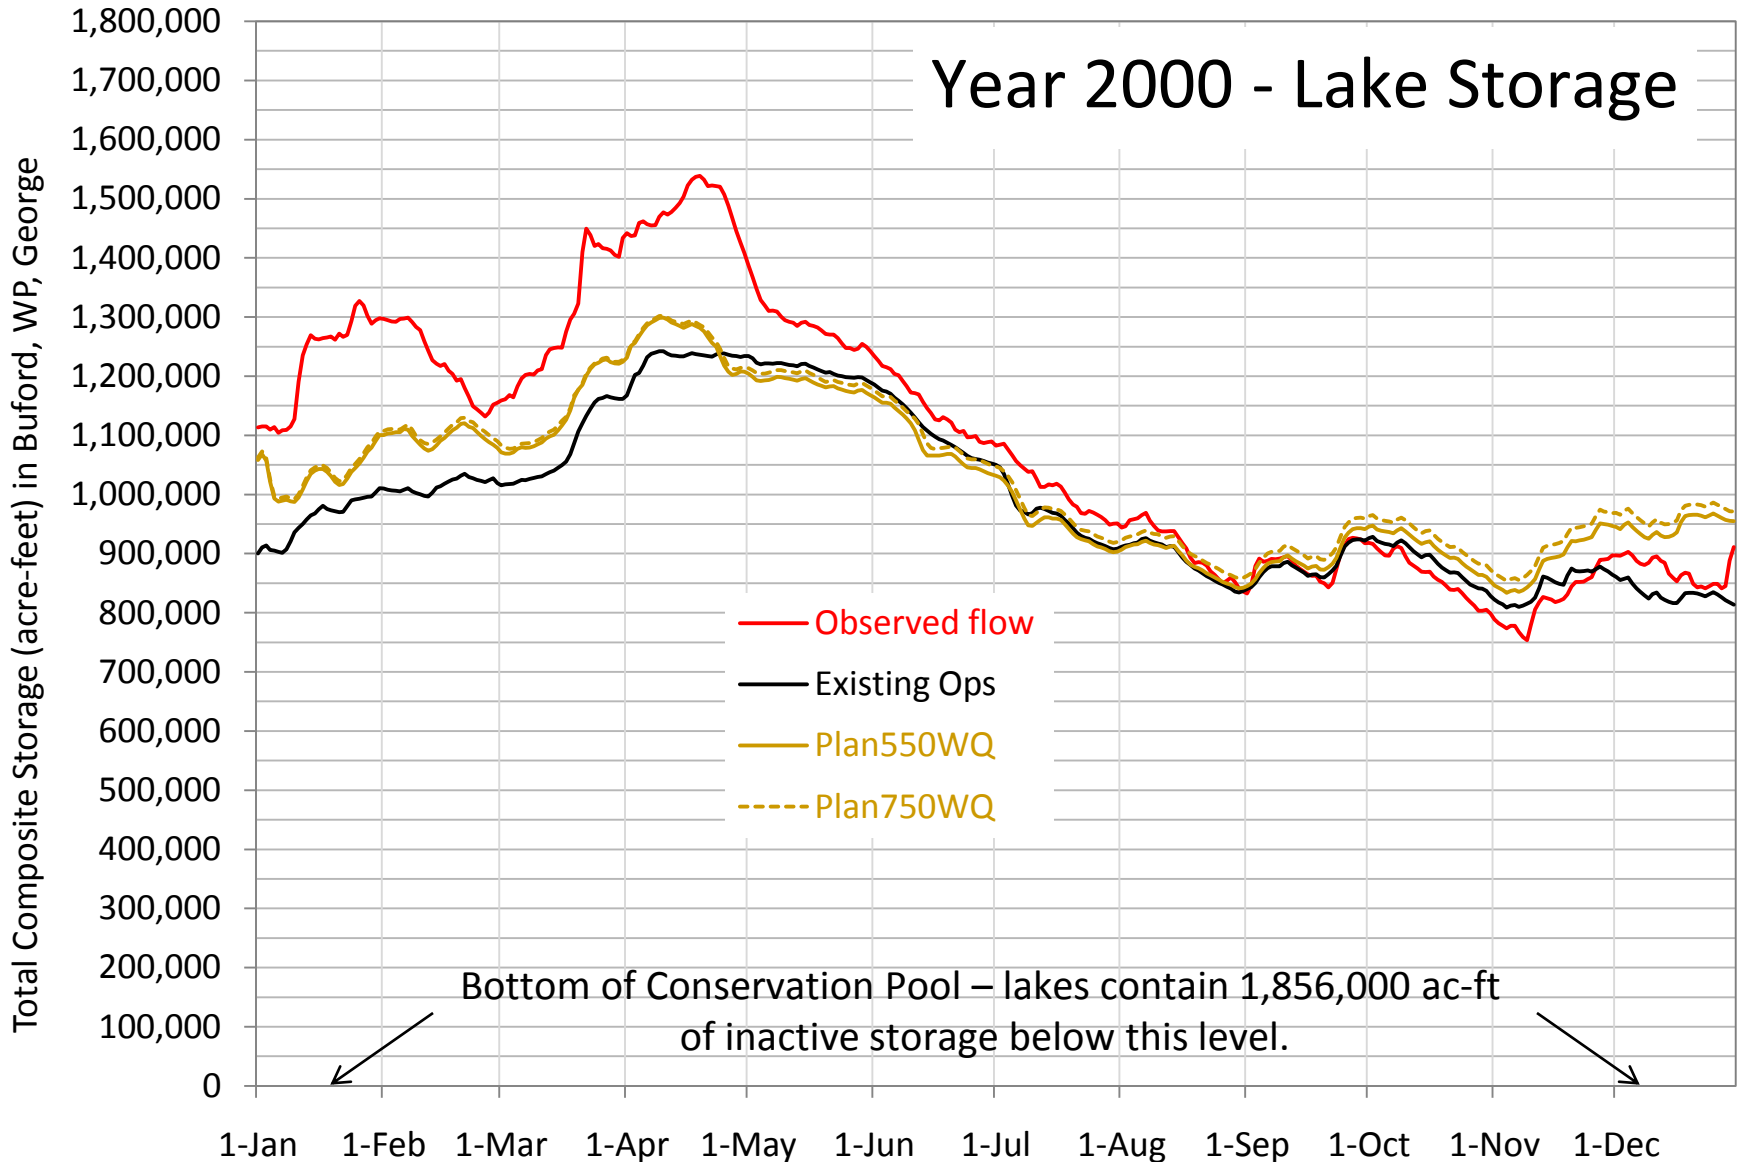 Year 2000 - Lake Storage
Total Composite Storage (acre-feet) in Buford, WP, George
1,800,000
1,700,000
1,600,000
1,500,000
1,400,000
1,300,000
1,200,000
1,100,000
1,000,000
900,000
800,000
700,000
600,000
500,000
400,000
300,000
200,000
100,000
0
Observed flow
Existing Ops
Plan550WQ
Plan750WQ
Bottom of Conservation Pool – lakes contain 1,856,000 ac-ft
of inactive storage below this level.
1-Jan 1-Feb 1-Mar 1-Apr 1-May 1-Jun 1-Jul 1-Aug 1-Sep 1-Oct 1-Nov 1-Dec